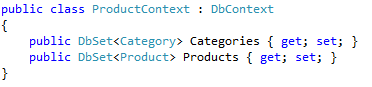 public class ProductContext : DbContext
{
    public DbSet<Category> Categories { get; set; }
    public DbSet<Product> Products { get; set; }
}